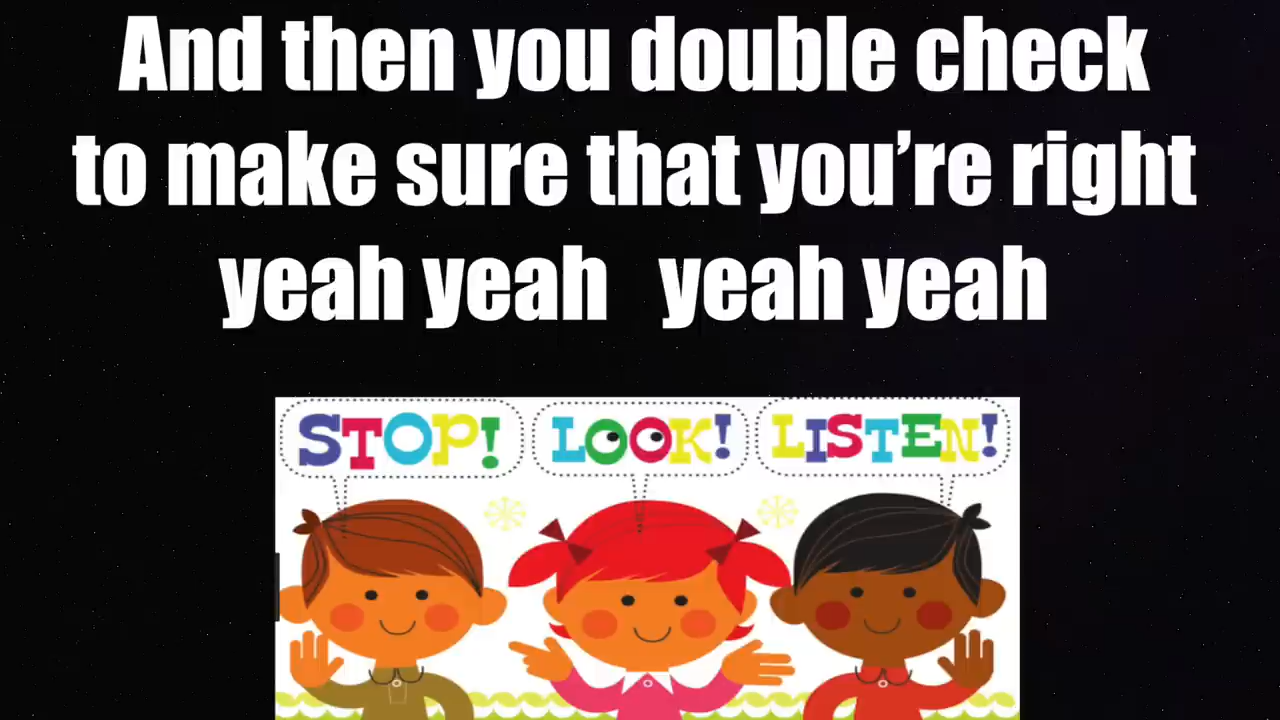 And then you double check
to make sure that you’re right
yeah yeah yeah yeah
STOP! LOOK! LISTEN!